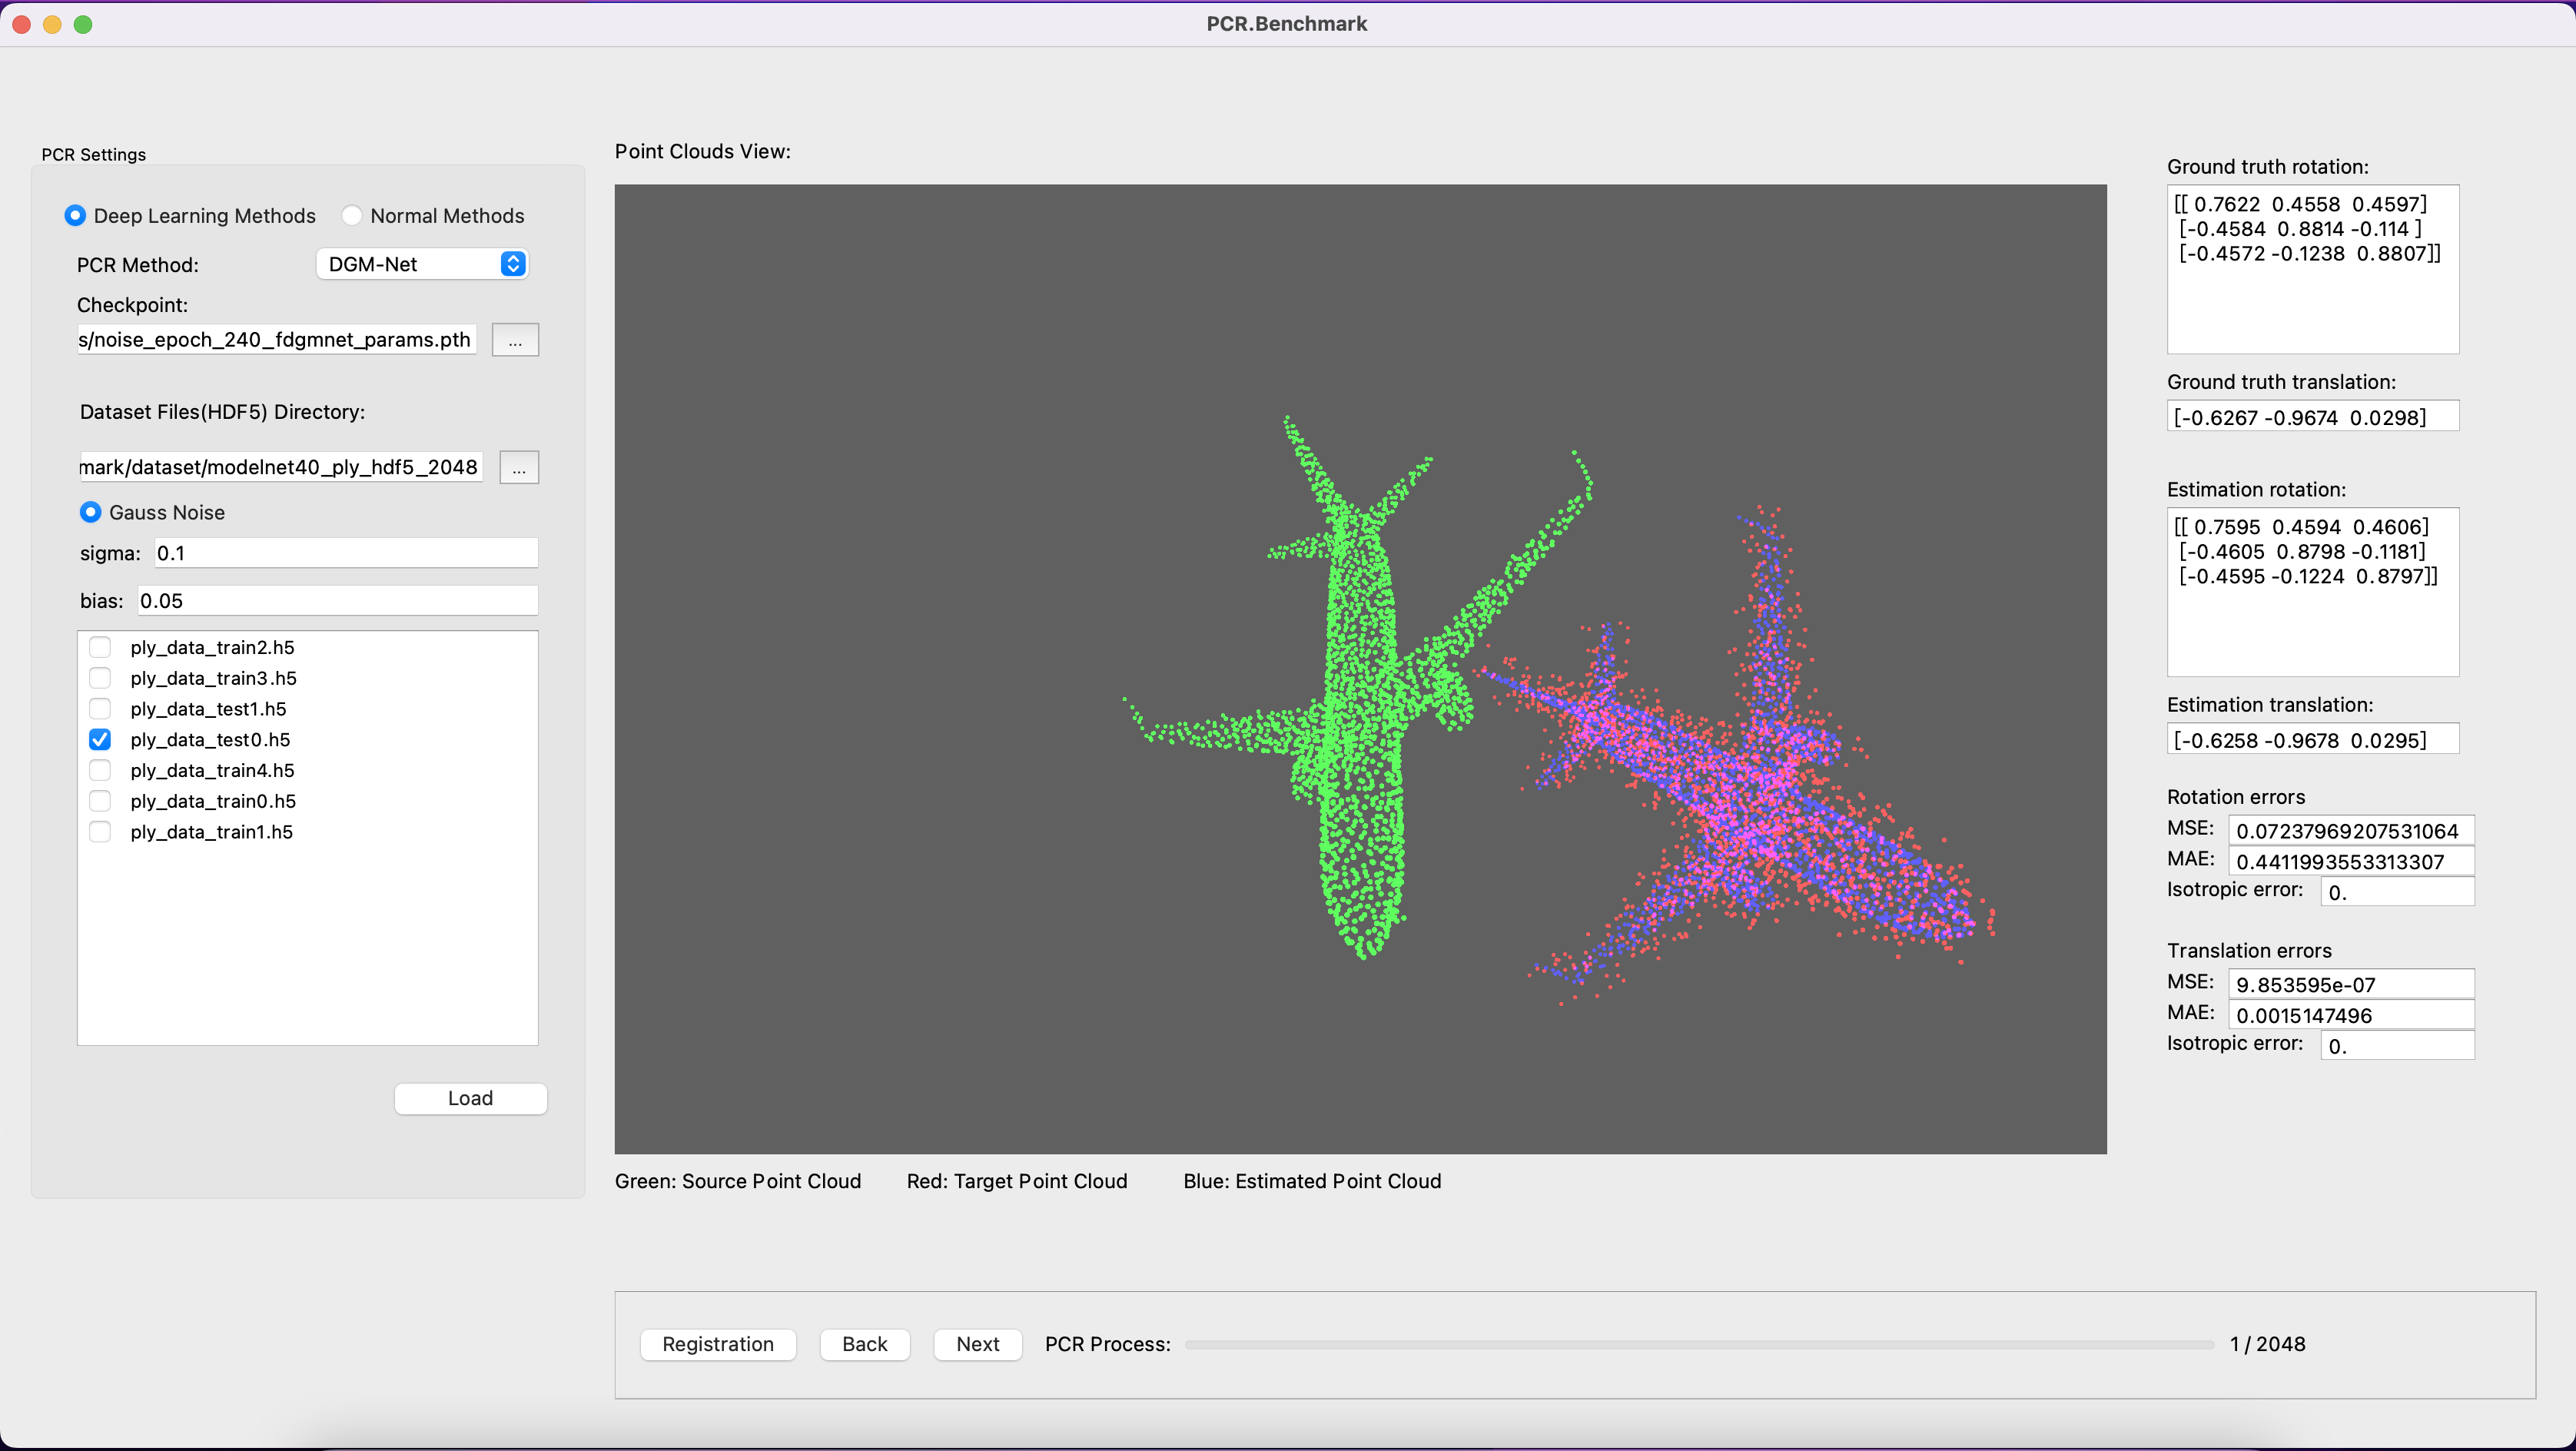 PCR.Benchmark
PCR Settings
Deep Learning Methods Normal Methods
PCR Method: DGM-Net
Checkpoint:
s/noise_epoch_240_fdgmnet_params.pth ...
Dataset Files(HDF5) Directory:
mark/dataset/modelnet40_ply_hdf5_2048 ...
Gauss Noise
sigma: 0.1
bias: 0.05
ply_data_train2.h5
ply_data_train3.h5
ply_data_test1.h5
ply_data_test0.h5
ply_data_train4.h5
ply_data_train0.h5
ply_data_train1.h5
Load
Point Clouds View:
Green: Source Point Cloud Red: Target Point Cloud Blue: Estimated Point Cloud
Ground truth rotation:
[[ 0.7622 0.4558 0.4597]
[-0.4584 0.8814 -0.114 ]
[-0.4572 -0.1238 0.8807]]
Ground truth translation:
[-0.6267 -0.9674 0.0298]
Estimation rotation:
[[ 0.7595 0.4594 0.4606]
[-0.4605 0.8798 -0.1181]
[-0.4595 -0.1224 0.8797]]
Estimation translation:
[-0.6258 -0.9678 0.0295]
Rotation errors
MSE: 0.07237969207531064
MAE: 0.4411993553313307
Isotropic error: 0.
Translation errors
MSE: 9.853595e-07
MAE: 0.0015147496
Isotropic error: 0.
Registration Back Next PCR Process: 1 / 2048